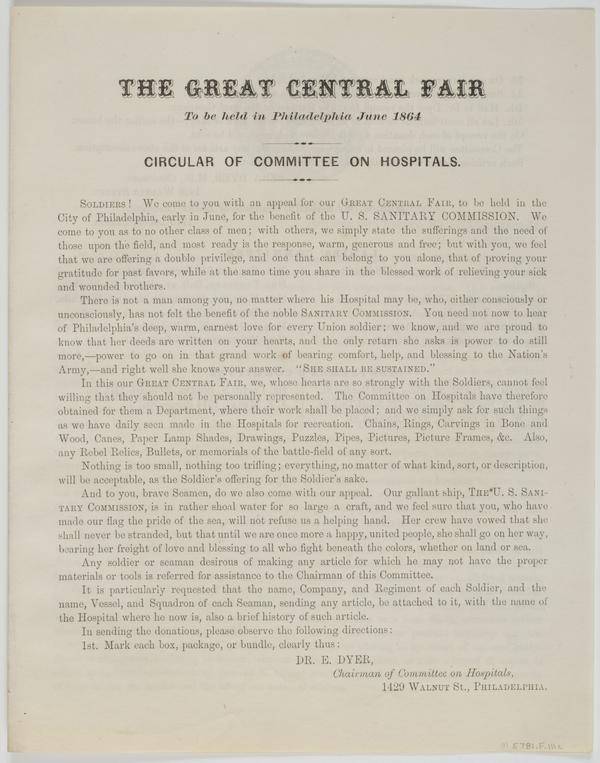 THE GREAT CENTRAL FAIR
To be held in Philadelphia June 1864
CIRCULAR OF COMMITTEE ON HOSPITALS.
SOLDIERS! We come to you with an appeal for our GREAT CENTRAL FAIR, to be held in the
City of Philadelphia, early in June, for the benefit of the U. S. SANITARY COMMISSION. We
come to you as to no other class of men; with others, we simply state the sufferings and the need of
those upon the field, and most ready is the response, warm, generous and free; but with you, we feel
that we are offering a double privilege, and one that can belong to you alone, that of proving your
gratitude for past favors, while at the same time you share in the blessed work of relieving your sick
and wounded brothers.
There is not a man among you, no matter where his Hospital may be, who, either consciously or
unconsciously, has not felt the benefit of the noble SANITARY COMMISSION. You need not now to hear
of Philadelphia's deep, warm, earnest love for every Union soldier; we know, and we are proud to
know that her deeds are written on your hearts, and the only return she asks is power to do still
more,—power to go on in that grand work of bearing comfort, help, and blessing to the Nation's
Army,—and right well she knows your answer. "SHE SHALL BE SUSTAINED."
In this our GREAT CENTRAL FAIR, we, whose hearts are so strongly with the Soldiers, cannot feel
willing that they should not be personally represented. The Committee on Hospitals have therefore
obtained for them a Department, where their work shall be placed; and we simply ask for such things
as we have daily seen made in the Hospitals for recreation. Chains, Rings, Carvings in Bone and
Wood, Canes, Paper Lamp Shades, Drawings, Puzzles, Pipes, Pictures, Picture Frames, &c. Also,
any Rebel Relics, Bullets, or memorials of the battle-field of any sort.
Nothing is too small, nothing too trifling; everything, no matter of what kind, sort, or description,
will be acceptable, as the Soldier's offering for the Soldier's sake.
And to you, brave Seamen, do we also come with our appeal. Our gallant ship, THE U. S. SANI-
TARY COMMISSION, is in rather shoal water for so large a craft, and we feel sure that you, who have
made our flag the pride of the sea, will not refuse us a helping hand. Her crew have vowed that she
shall never be stranded, but that until we are once more a happy, united people, she shall go on her way,
bearing her freight of love and blessing to all who fight beneath the colors, whether on land or sea.
Any soldier or seaman desirous of making any article for which he may not have the proper
materials or tools is referred for assistance to the Chairman of this Committee.
It is particularly requested that the name, Company, and Regiment of each Soldier, and the
name, Vessel, and Squadron of each Seaman, sending any article, be attached to it, with the name of
the Hospital where he now is, also a brief history of such article.
In sending the donations, please observe the following directions:
1st. Mark each box, package, or bundle, clearly thus:
DR. E. DYER,
Chairman of Committee on Hospitals,
1429 WALNUT ST., PHILADELPHIA.